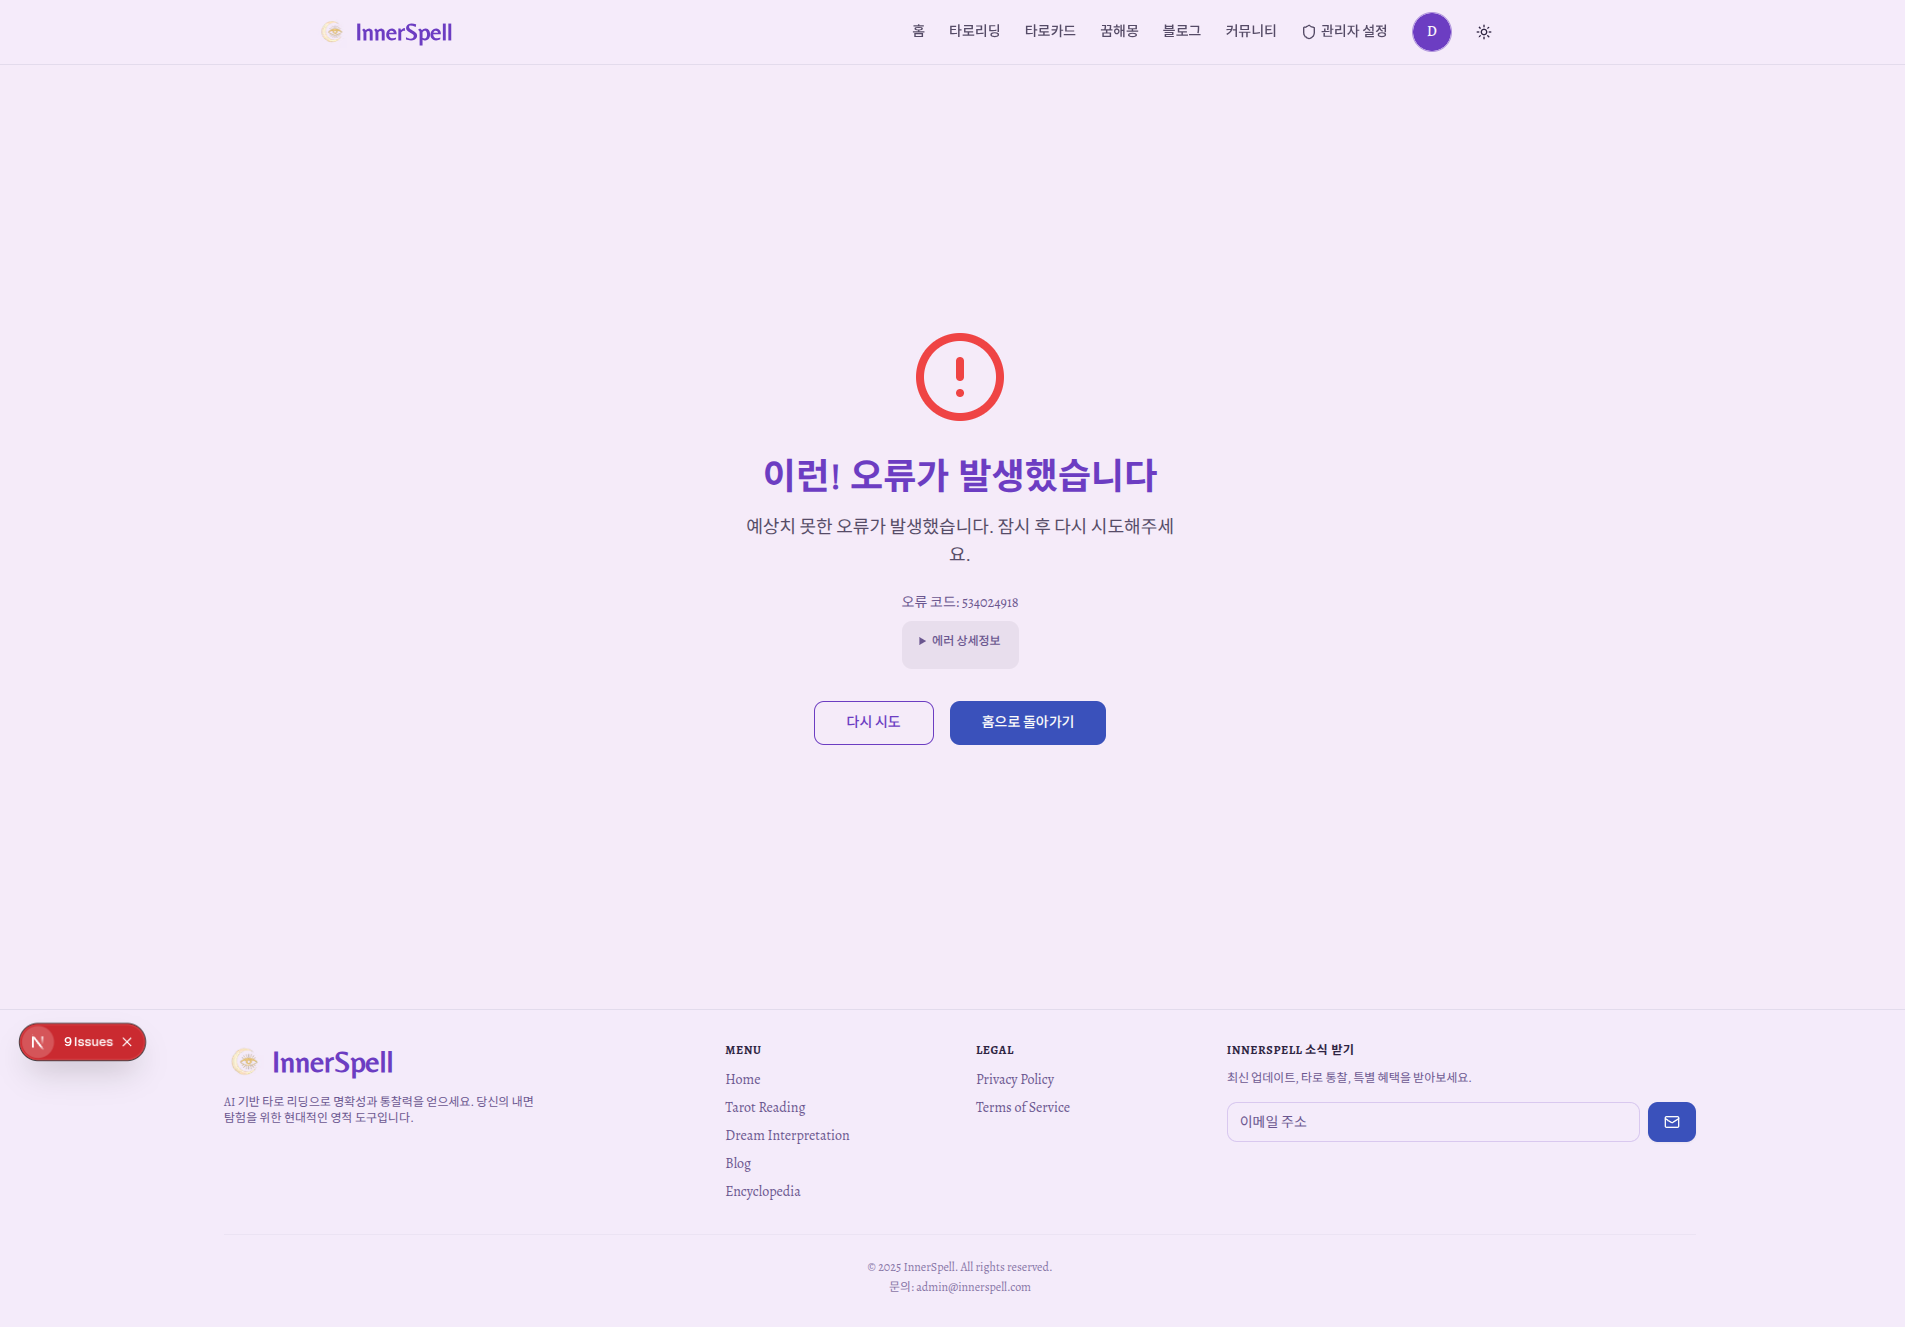 InnerSpell
홈
타로리딩
타로카드
꿈해몽
블로그
커뮤니티
관리자 설정
D
이런! 오류가 발생했습니다
예상치 못한 오류가 발생했습니다. 잠시 후 다시 시도해주세
요.
오류 코드: 534024918
▶ 에러 상세정보
다시 시도
홈으로 돌아가기
N 9 Issues
InnerSpell
AI 기반 타로 리딩으로 명확성과 통찰력을 얻으세요. 당신의 내면
탐험을 위한 현대적인 영적 도구입니다.
MENU
Home
Tarot Reading
Dream Interpretation
Blog
Encyclopedia
LEGAL
Privacy Policy
Terms of Service
INNERSPELL 소식 받기
최신 업데이트, 타로 통찰, 특별 혜택을 받아보세요.
이메일 주소
© 2025 InnerSpell. All rights reserved.
문의: admin@innerspell.com